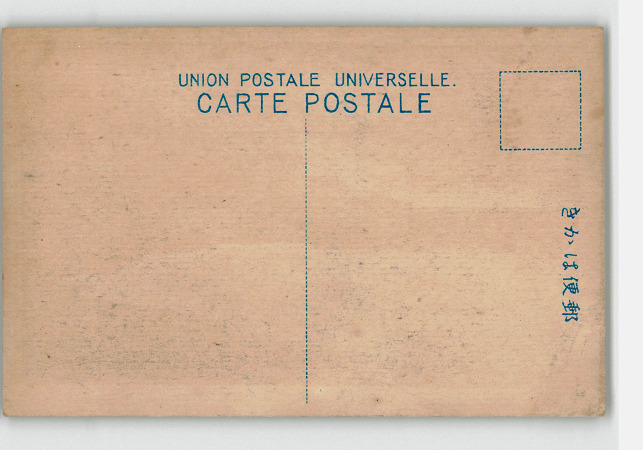 UNION POSTALE UNIVERSELLE.
CARTE POSTALE
きかは便郵